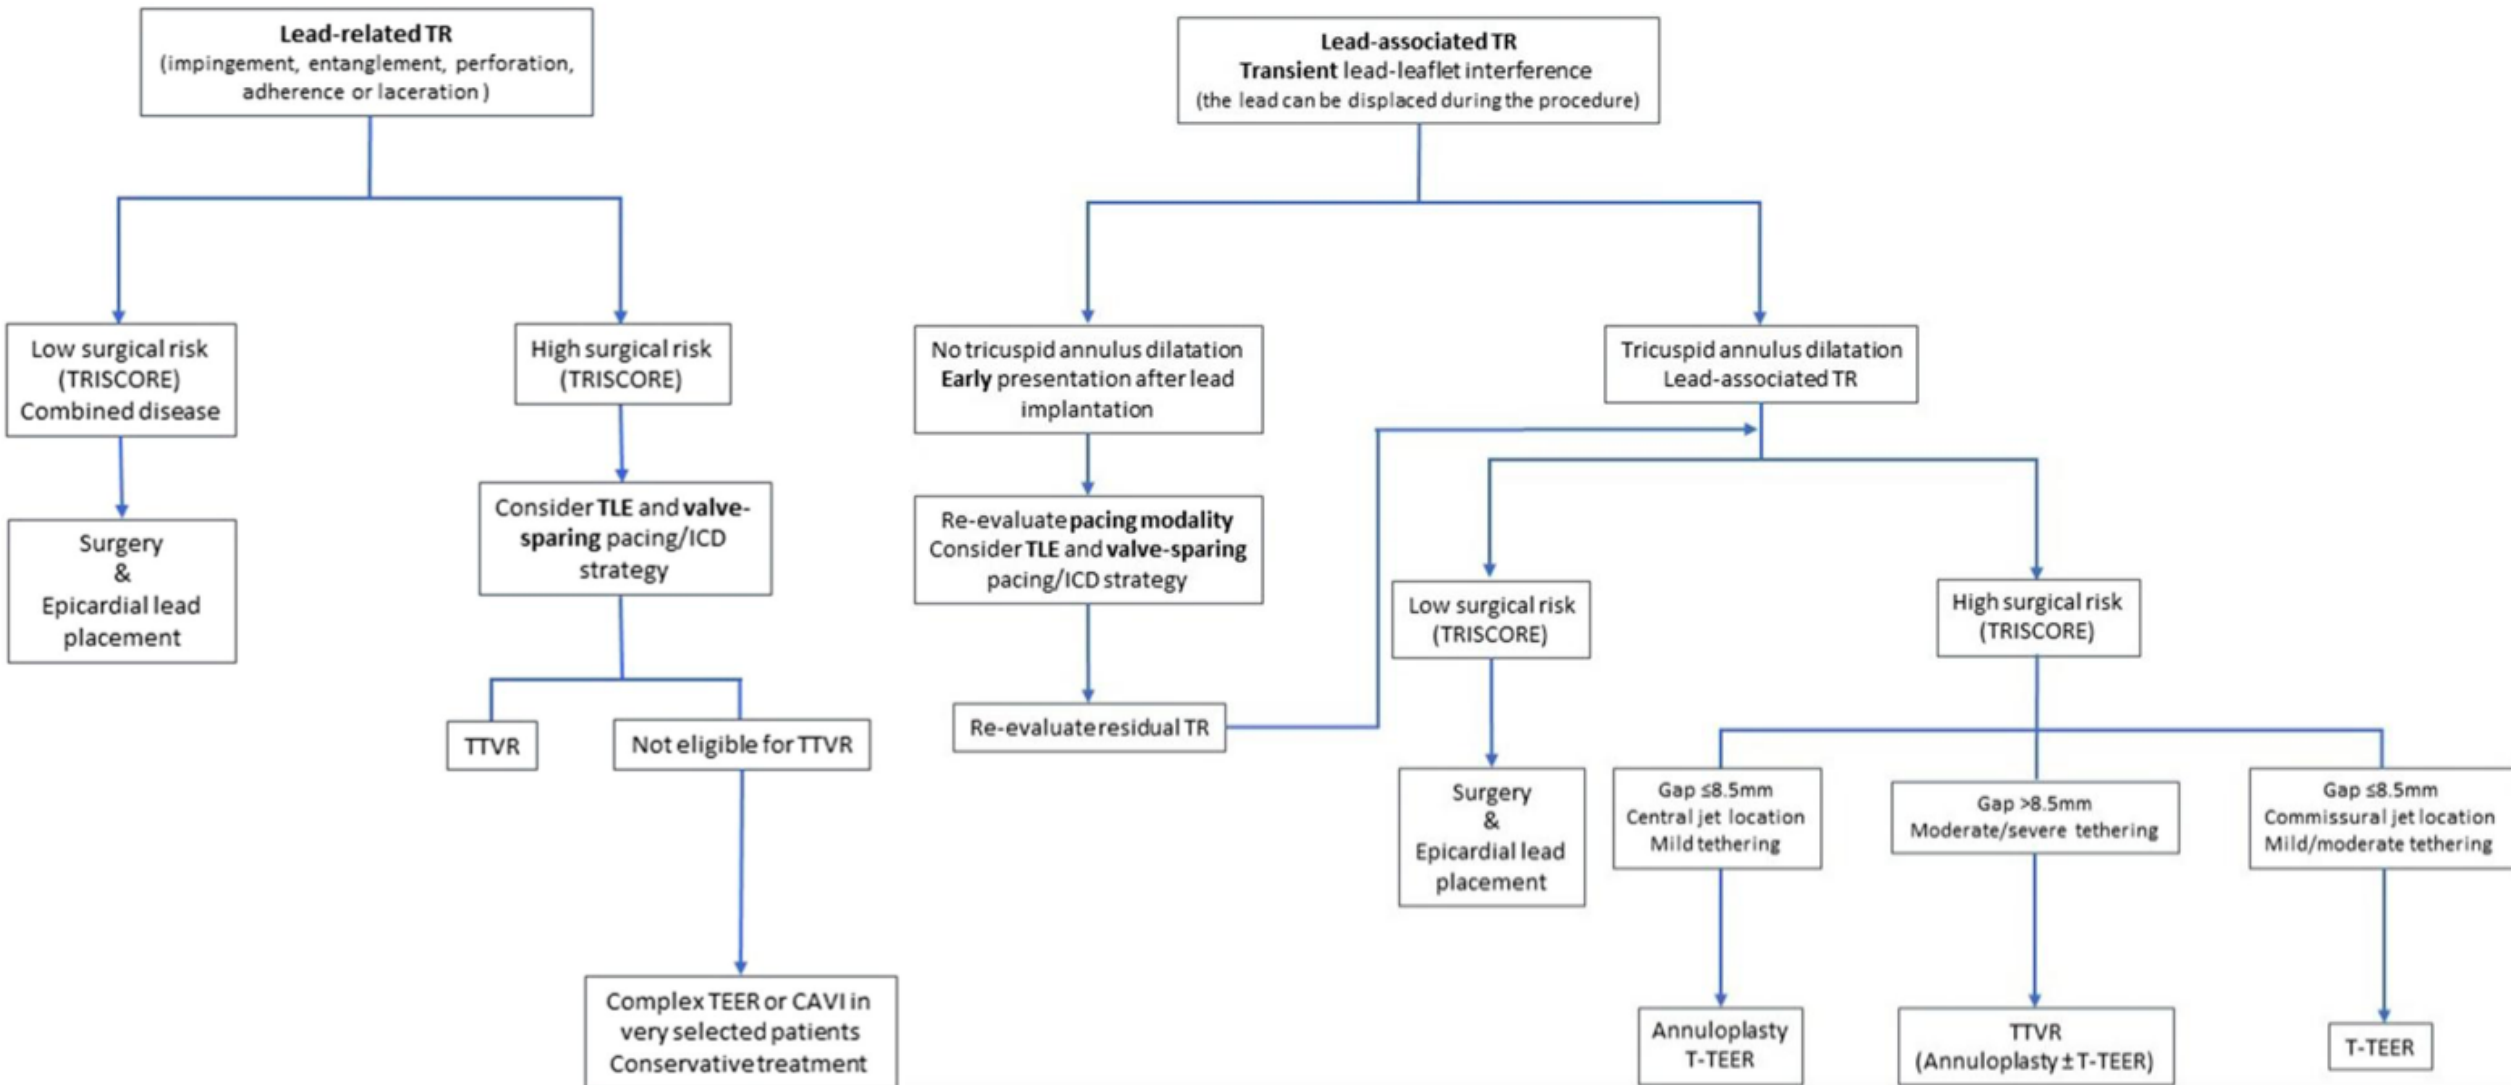 Lead-related TR
(impingement, entanglement, perforation,
adherence or laceration )
Low surgical risk
(TRISCORE)
Combined disease
Surgery
&
Epicardial lead
placement
High surgical risk
(TRISCORE)
Consider TLE and valve-
sparing pacing/ICD
strategy
TTVR
Not eligible for TTVR
Complex TEER or CAVI in
very selected patients
Conservative treatment
Lead-associated TR
Transient lead-leaflet interference
(the lead can be displaced during the procedure)
No tricuspid annulus dilatation
Early presentation after lead
implantation
Re-evaluate pacing modality
Consider TLE and valve-sparing
pacing/ICD strategy
Re-evaluate residual TR
Tricuspid annulus dilatation
Lead-associated TR
Low surgical risk
(TRISCORE)
Surgery
&
Epicardial lead
placement
High surgical risk
(TRISCORE)
Gap ≤8.5mm
Central jet location
Mild tethering
Annuloplasty
T-TEER
Gap >8.5mm
Moderate/severe tethering
TTVR
(Annuloplasty ± T-TEER)
Gap ≤8.5mm
Commissural jet location
Mild/moderate tethering
T-TEER